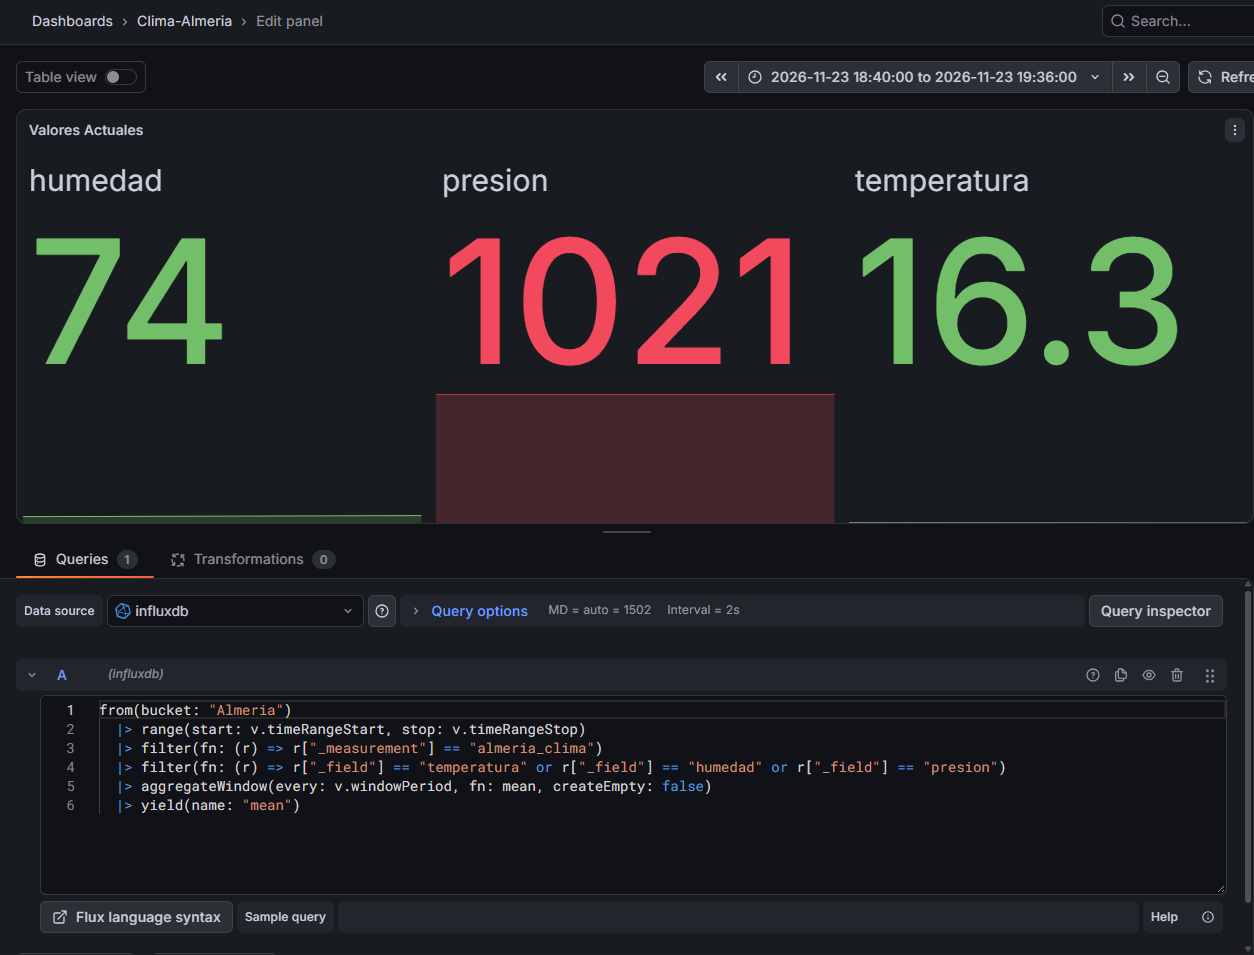 Dashboards › Clima-Almeria › Edit panel
Search...
Table view
2026-11-23 18:40:00 to 2026-11-23 19:36:00
Refre
Valores Actuales
humedad
74
presion
1021
temperatura
16.3
Queries 1
Transformations 0
Data source
influxdb
Query options
MD = auto = 1502
Interval = 2s
Query inspector
A
(influxdb)
1 from(bucket: "Almeria")
2 |> range(start: v.timeRangeStart, stop: v.timeRangeStop)
3 |> filter(fn: (r) => r["_measurement"] == "almeria_clima")
4 |> filter(fn: (r) => r["_field"] == "temperatura" or r["_field"] == "humedad" or r["_field"] == "presion")
5 |> aggregateWindow(every: v.windowPeriod, fn: mean, createEmpty: false)
6 |> yield(name: "mean")
Flux language syntax
Sample query
Help